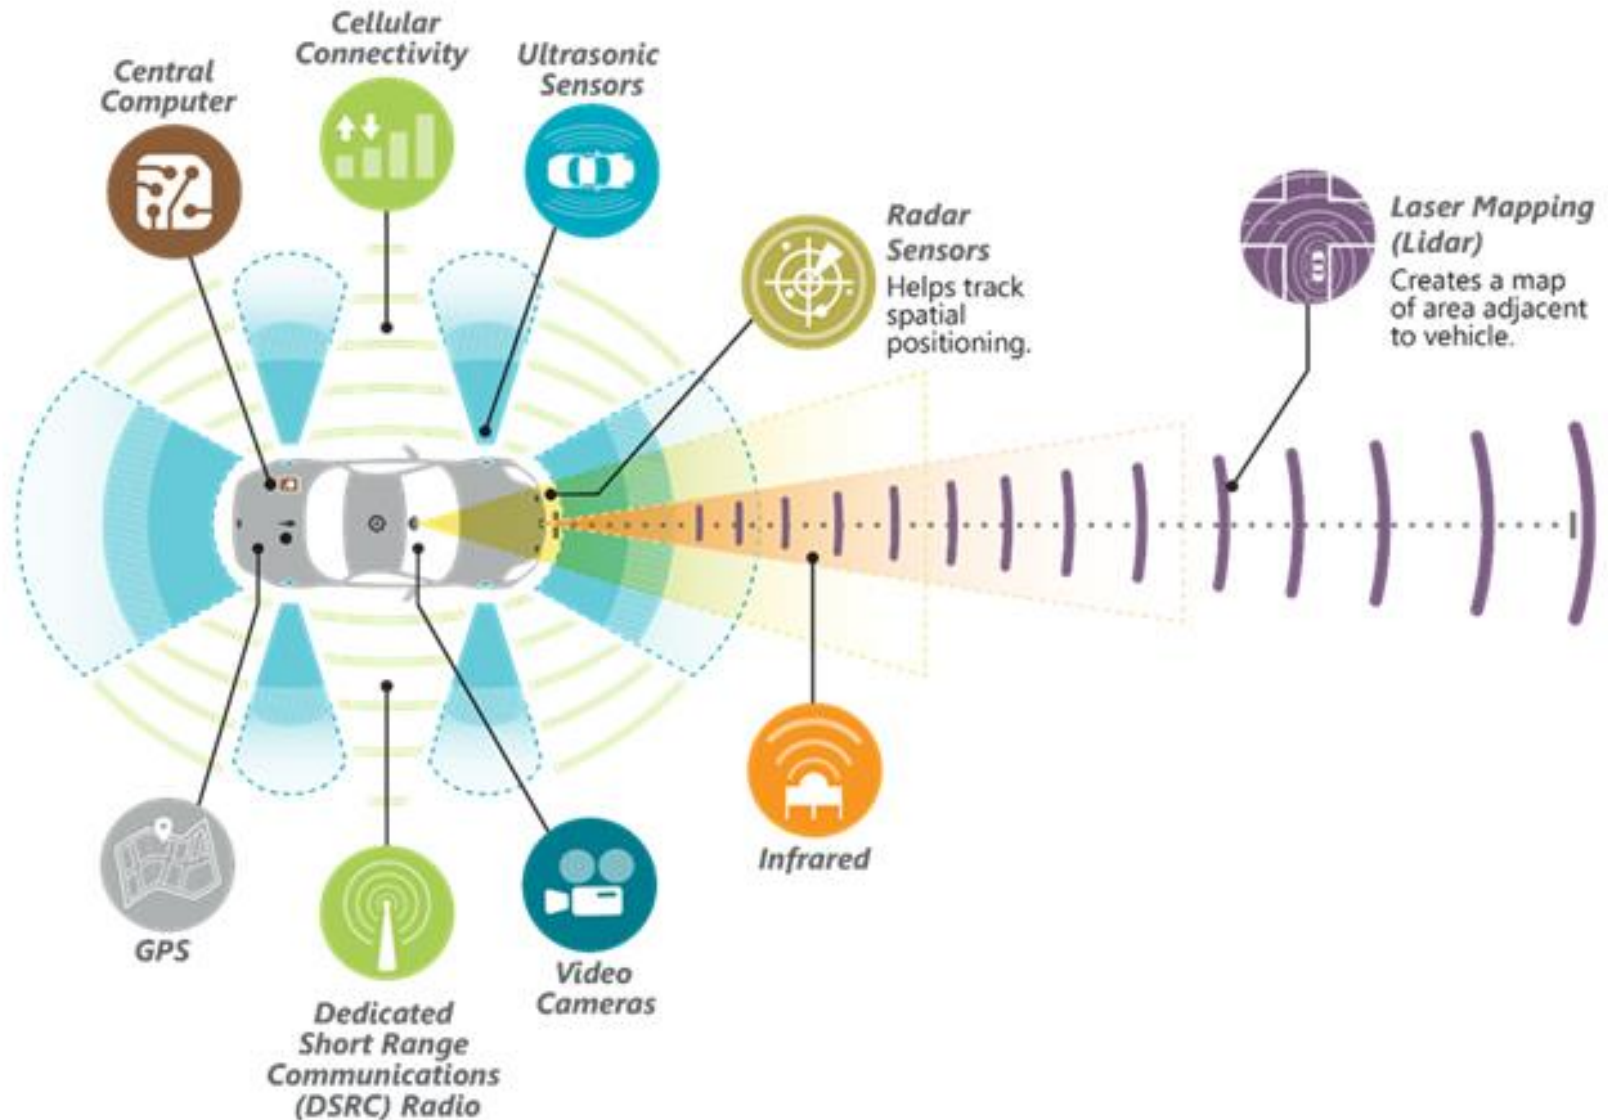 Cellular
Connectivity
Ultrasonic
Sensors
Central
Computer
Radar
Sensors
Helps track
spatial
positioning.
Laser Mapping
(Lidar)
Creates a map
of area adjacent
to vehicle.
Infrared
GPS
Video
Cameras
Dedicated
Short Range
Communications
(DSRC) Radio